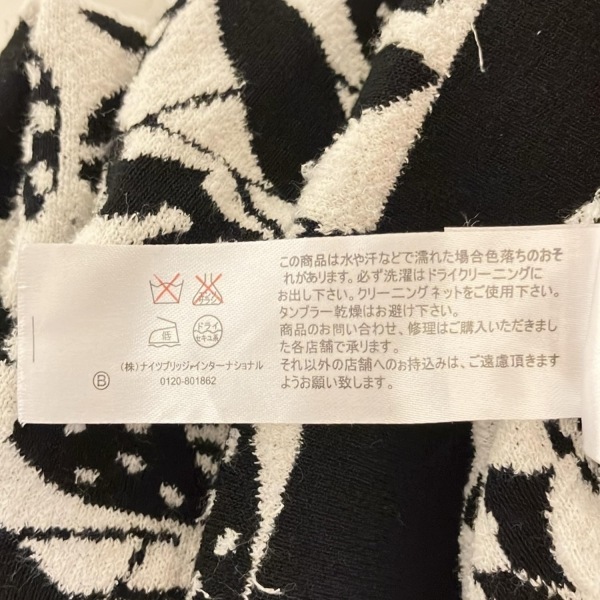 この商品は水や汗などで濡れた場合色落ちのおそ
れがあります。必ず洗濯はドライクリーニングに
お出し下さい。クリーニングネットをご使用下さい。
タンブラー乾燥はお避け下さい。
商品のお問い合わせ、修理はご購入いただきまし
た各店舗で承ります。
それ以外の店舗へのお持込みは、ご遠慮頂きます
ようお願い致します。
低
ドライ
セキユ系
(株)ナイツブリッジ・インターナショナル
0120-801862
B